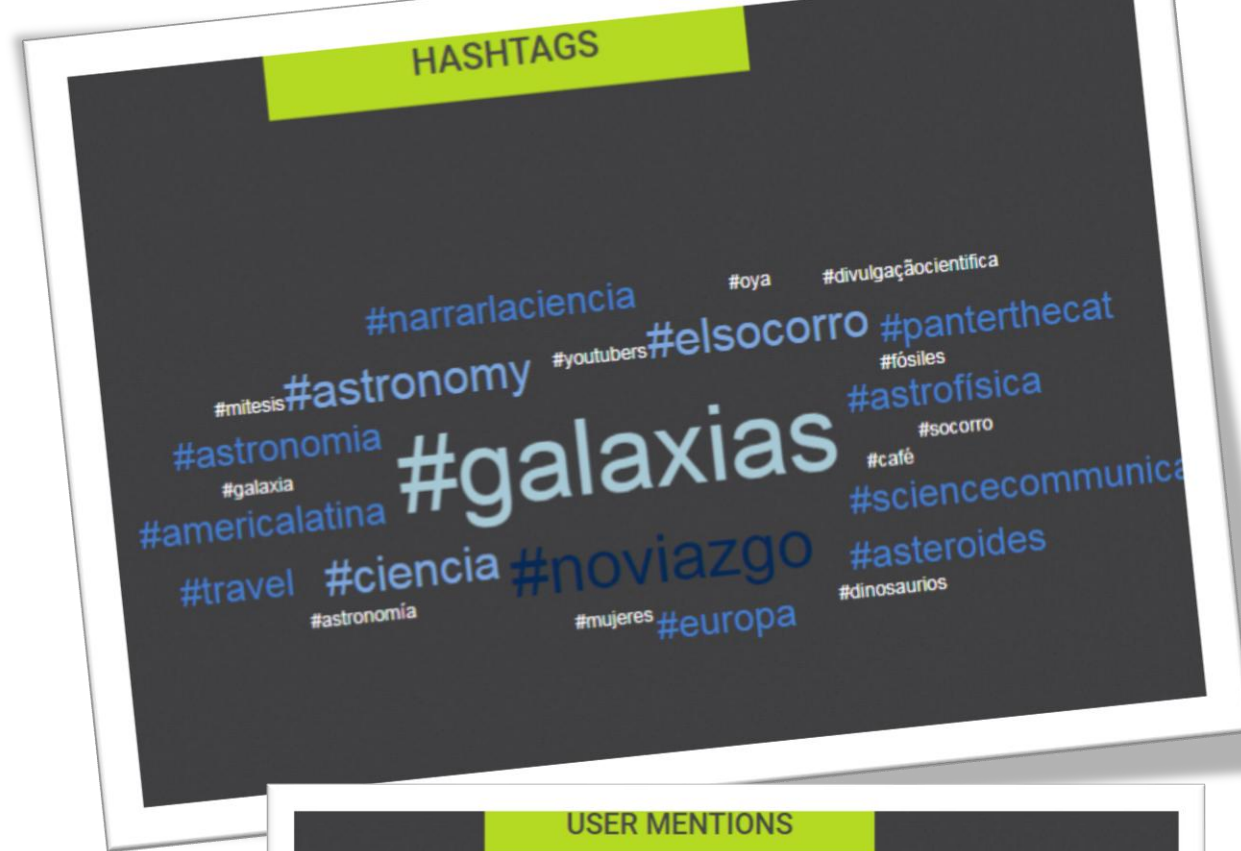 HASHTAGS
#oya #divulgaçãocientifica
#narrarlaciencia
#youtubers #elsocorro #panterthecat
#fósiles
#mitesis #astronomy #astrofísica
#astronomia #galaxias #socorro
#café
#galaxia #sciencecommunica
#americalatina
#travel #ciencia #noviazgo #asteroides
#dinosaurios
#astronomía #mujeres #europa
USER MENTIONS